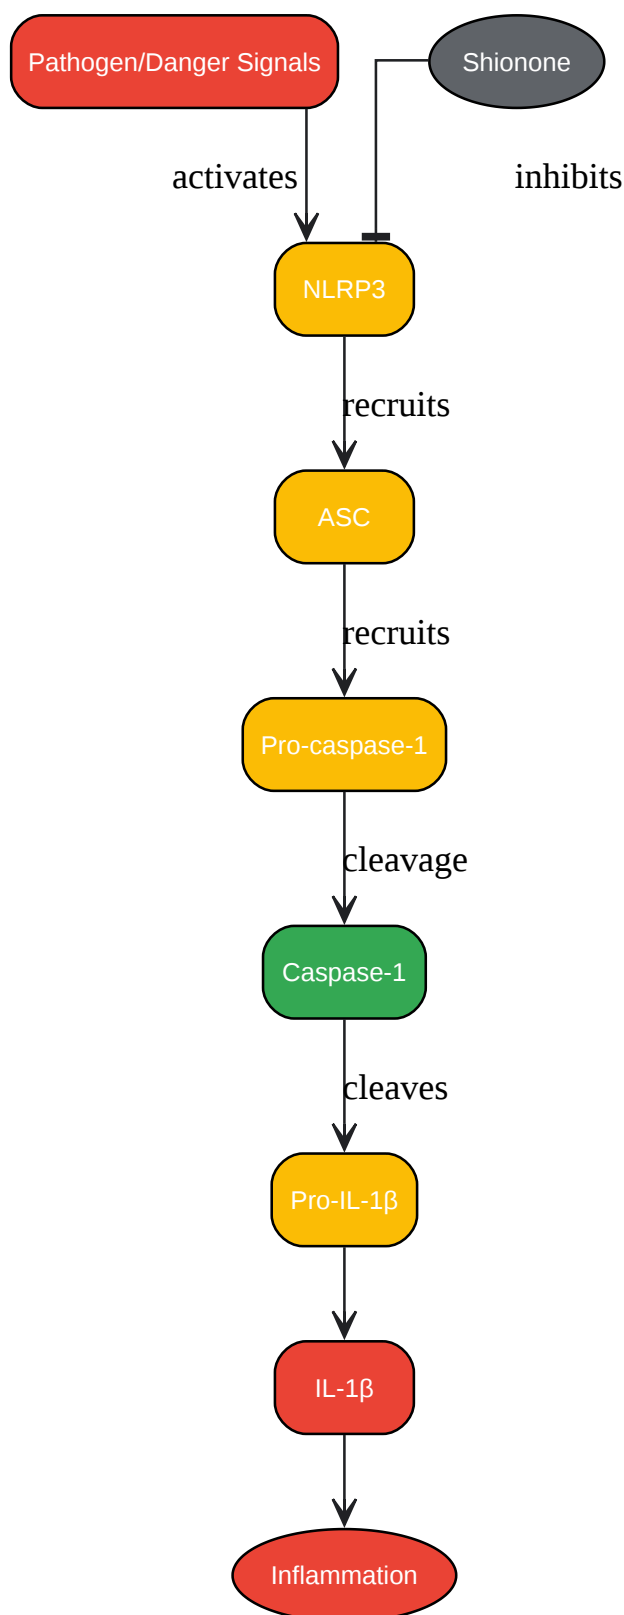 Pathogen/Danger Signals
Shionone
activates
inhibits
NLRP3
recruits
ASC
recruits
Pro-caspase-1
cleavage
Caspase-1
cleaves
Pro-IL-1β
IL-1β
Inflammation